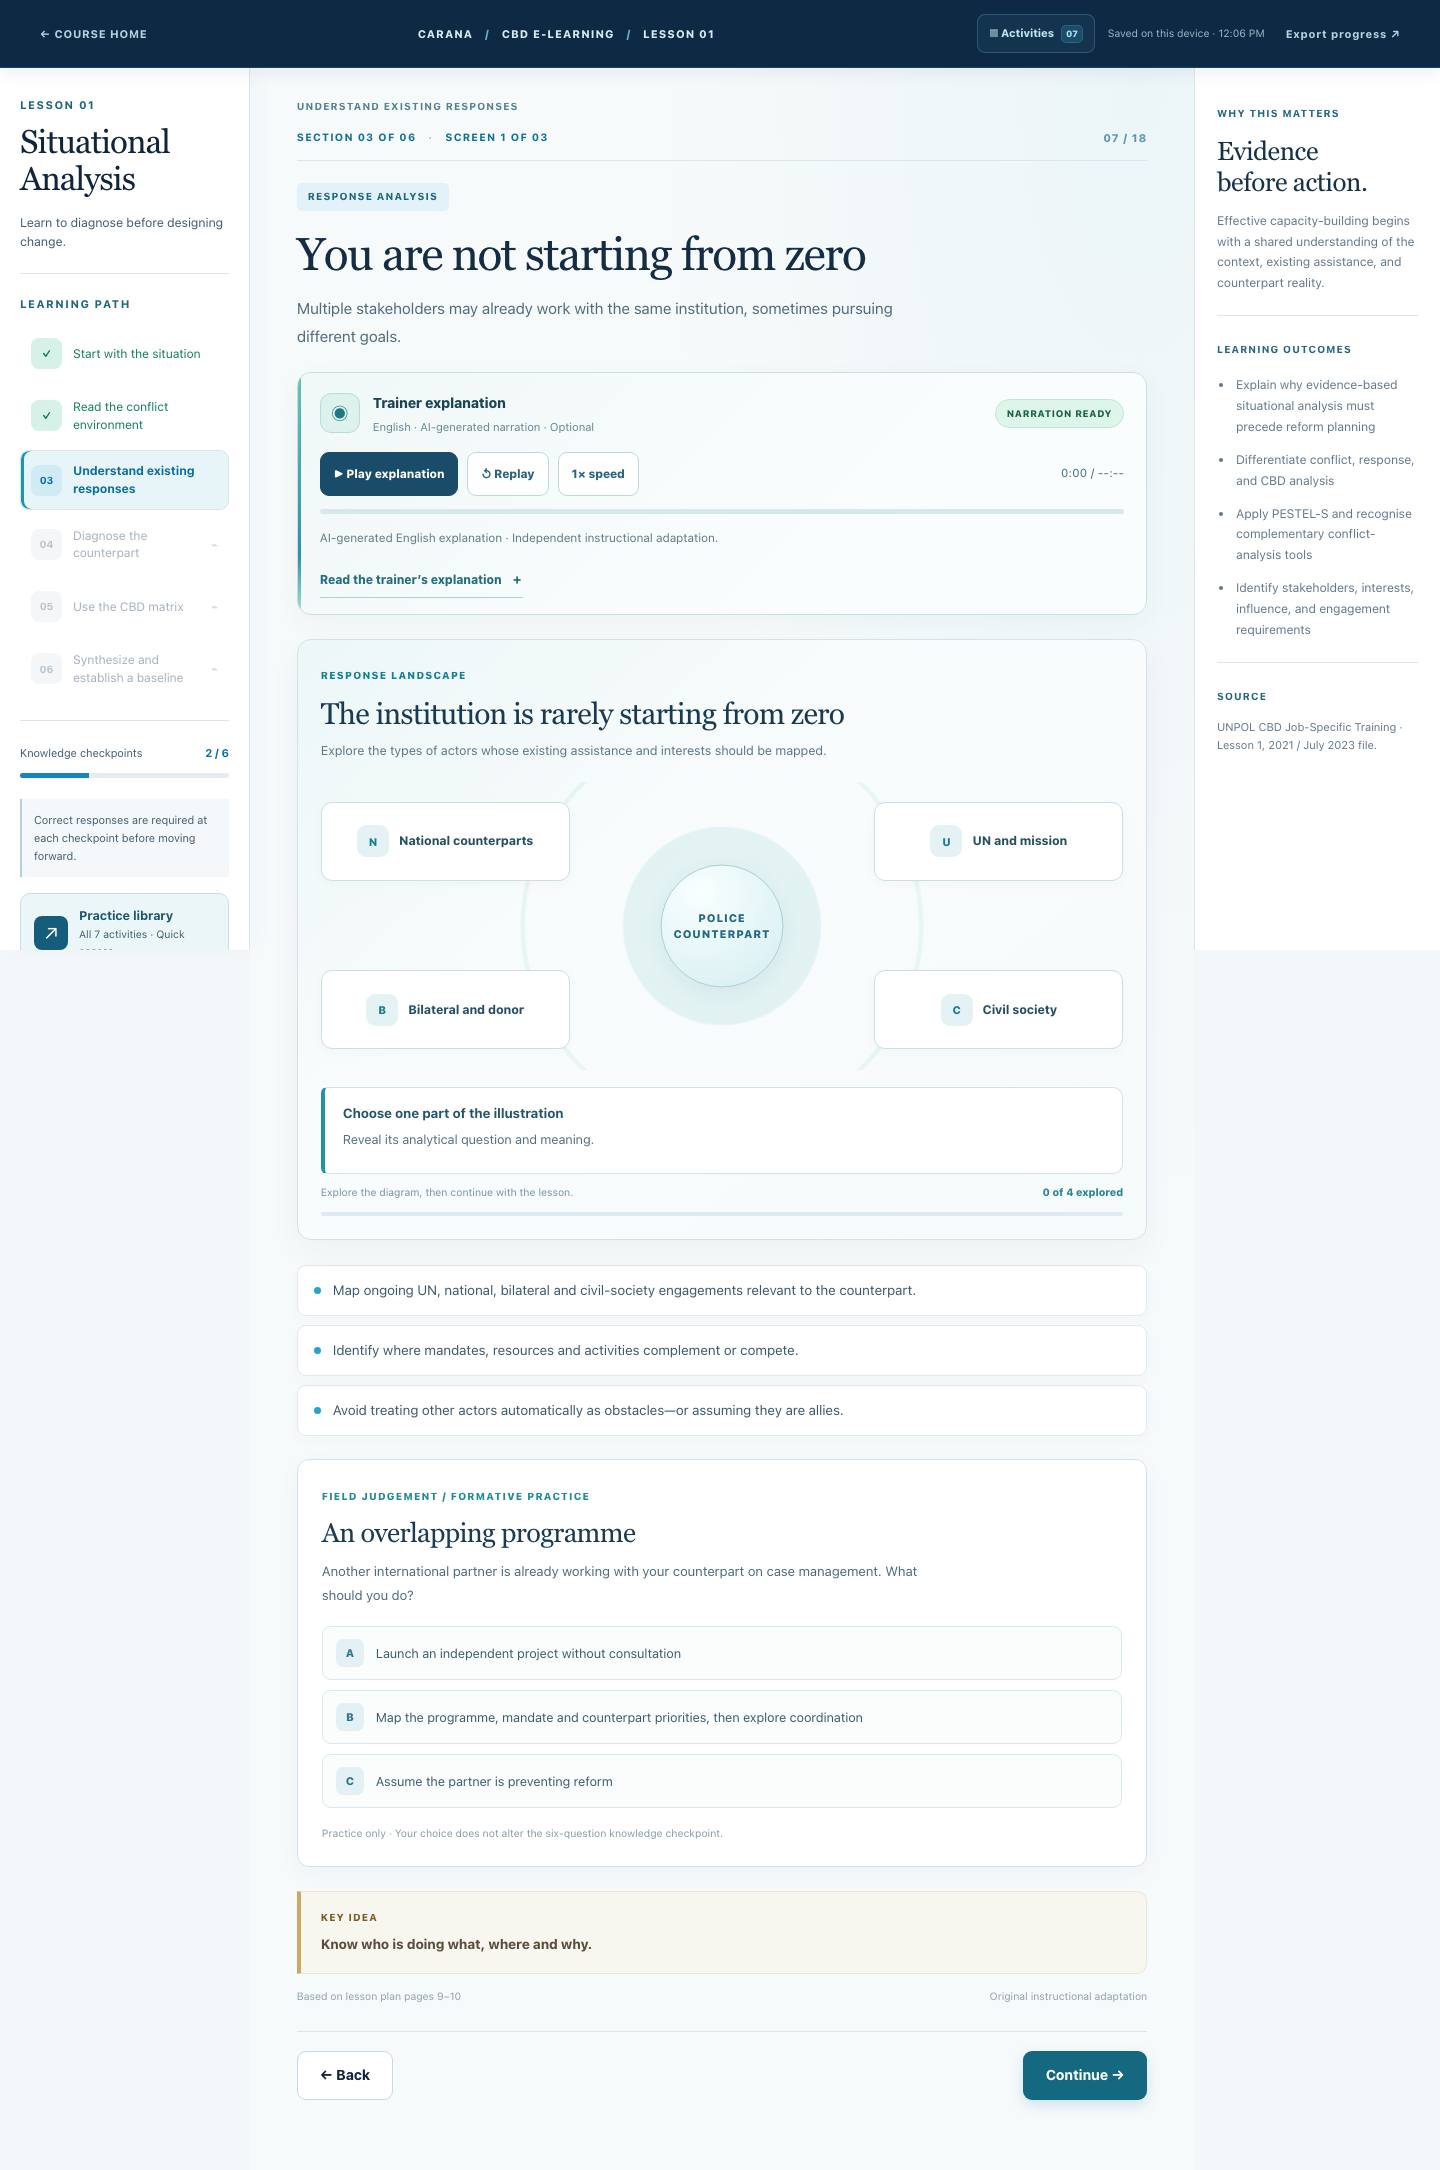 ← COURSE HOME
CARANA / CBD E-LEARNING / LESSON 01
Activities 07
Saved on this device · 12:06 PM
Export progress ↗
LESSON 01
Situational
Analysis
Learn to diagnose before designing
change.
LEARNING PATH
✓ Start with the situation
✓ Read the conflict
environment
03 Understand existing
responses
04 Diagnose the
counterpart
05 Use the CBD matrix
06 Synthesize and
establish a baseline
Knowledge checkpoints 2 / 6
Correct responses are required at
each checkpoint before moving
forward.
↗ Practice library
All 7 activities · Quick
UNDERSTAND EXISTING RESPONSES
SECTION 03 OF 06 · SCREEN 1 OF 03
07 / 18
RESPONSE ANALYSIS
You are not starting from zero
Multiple stakeholders may already work with the same institution, sometimes pursuing
different goals.
Trainer explanation
English · AI-generated narration · Optional
NARRATION READY
▶ Play explanation
↺ Replay
1× speed
0:00 / --:--
AI-generated English explanation · Independent instructional adaptation.
Read the trainer’s explanation +
RESPONSE LANDSCAPE
The institution is rarely starting from zero
Explore the types of actors whose existing assistance and interests should be mapped.
N National counterparts
U UN and mission
POLICE
COUNTERPART
B Bilateral and donor
C Civil society
Choose one part of the illustration
Reveal its analytical question and meaning.
Explore the diagram, then continue with the lesson.
0 of 4 explored
Map ongoing UN, national, bilateral and civil-society engagements relevant to the counterpart.
Identify where mandates, resources and activities complement or compete.
Avoid treating other actors automatically as obstacles—or assuming they are allies.
FIELD JUDGEMENT / FORMATIVE PRACTICE
An overlapping programme
Another international partner is already working with your counterpart on case management. What
should you do?
A Launch an independent project without consultation
B Map the programme, mandate and counterpart priorities, then explore coordination
C Assume the partner is preventing reform
Practice only · Your choice does not alter the six-question knowledge checkpoint.
KEY IDEA
Know who is doing what, where and why.
Based on lesson plan pages 9–10
Original instructional adaptation
← Back
Continue →
WHY THIS MATTERS
Evidence
before action.
Effective capacity-building begins
with a shared understanding of the
context, existing assistance, and
counterpart reality.
LEARNING OUTCOMES
• Explain why evidence-based
situational analysis must
precede reform planning
• Differentiate conflict, response,
and CBD analysis
• Apply PESTEL-S and recognise
complementary conflict-
analysis tools
• Identify stakeholders, interests,
influence, and engagement
requirements
SOURCE
UNPOL CBD Job-Specific Training ·
Lesson 1, 2021 / July 2023 file.